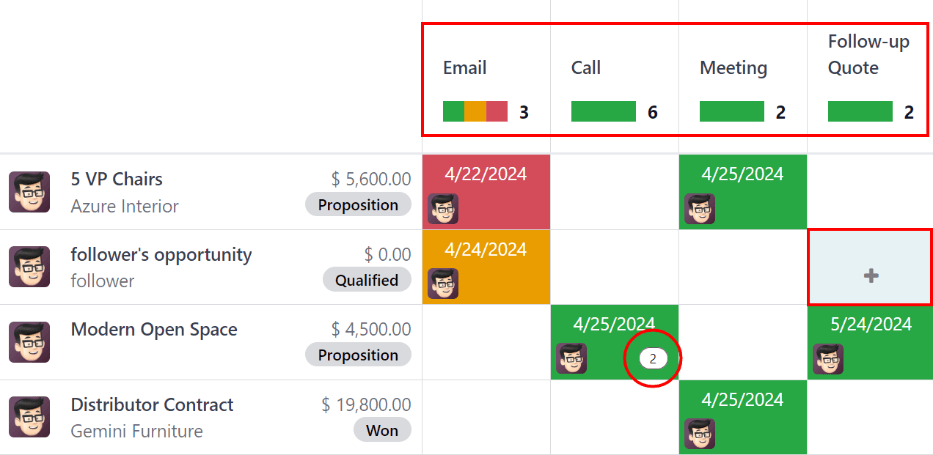 Email
3
Call
6
Meeting
2
Follow-up
Quote
2
5 VP Chairs
$ 5,600.00
Azure Interior
Proposition
4/22/2024
4/25/2024
follower's opportunity
$ 0.00
follower
Qualified
4/24/2024
+
Modern Open Space
$ 4,500.00
Proposition
4/25/2024
2
5/24/2024
Distributor Contract
$ 19,800.00
Gemini Furniture
Won
4/25/2024